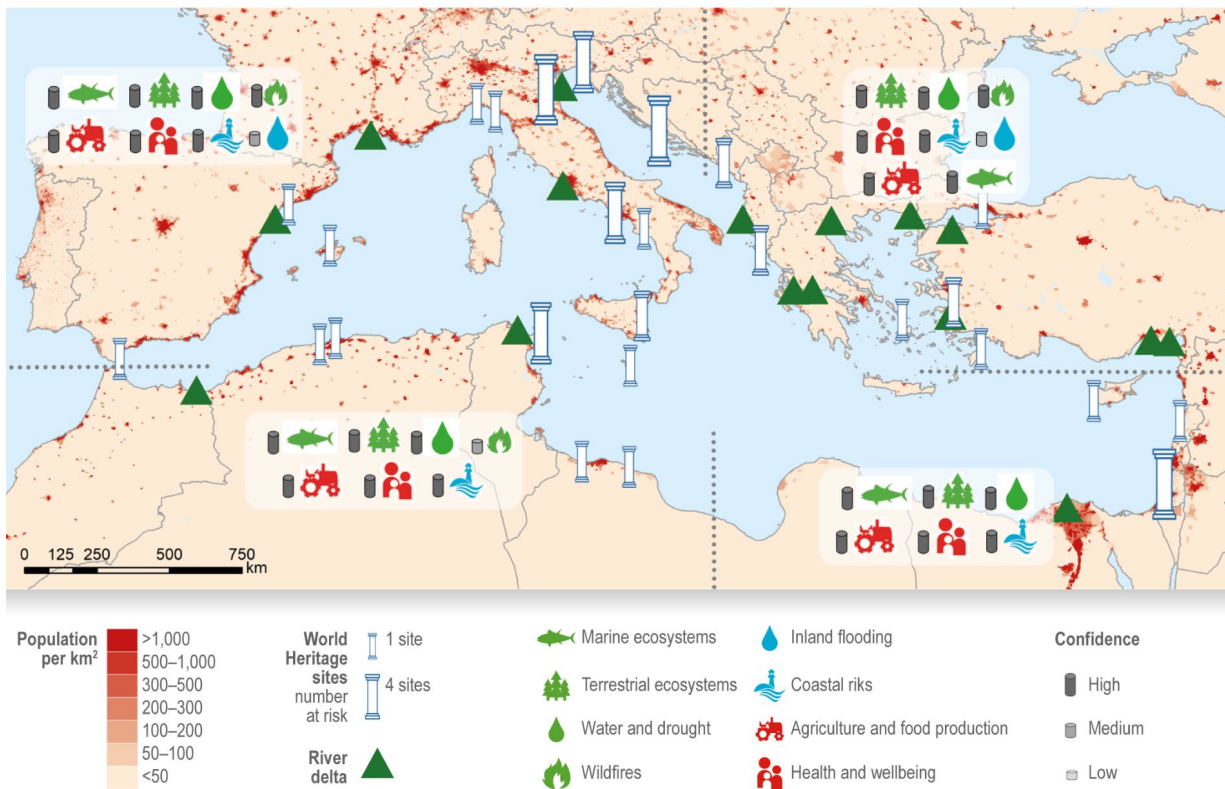 0 125 250 500 750
km
Population
per km²
>1,000
500–1,000
300–500
200–300
100–200
50–100
<50
World
Heritage
sites
number
at risk
1 site
4 sites
River
delta
Marine ecosystems
Terrestrial ecosystems
Water and drought
Wildfires
Inland flooding
Coastal riks
Agriculture and food production
Health and wellbeing
Confidence
High
Medium
Low